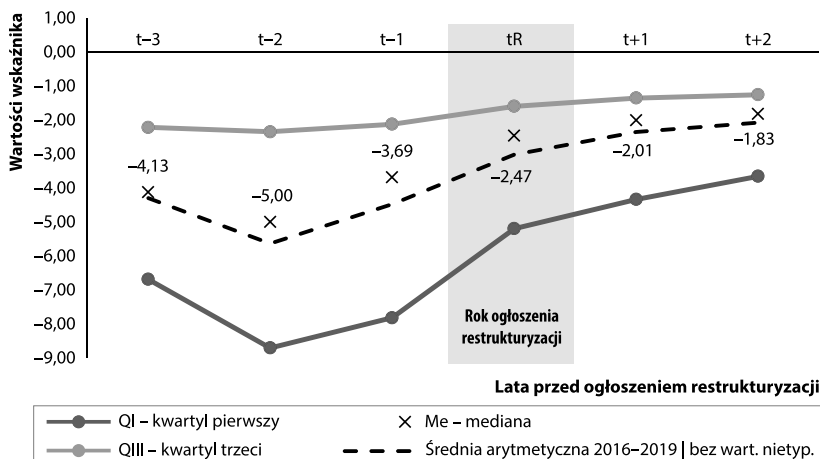 Wartości wskaźnika
1,00
0,00
−1,00
−2,00
−3,00
−4,00
−5,00
−6,00
−7,00
−8,00
−9,00
t−3 t−2 t−1 tR t+1 t+2
−4,13
−5,00
−3,69
−2,47
−2,01
−1,83
Rok ogłoszenia
restrukturyzacji
Lata przed ogłoszeniem restrukturyzacji
QI – kwartyl pierwszy
Me – mediana
QIII – kwartyl trzeci
Średnia arytmetyczna 2016–2019 | bez wart. nietyp.